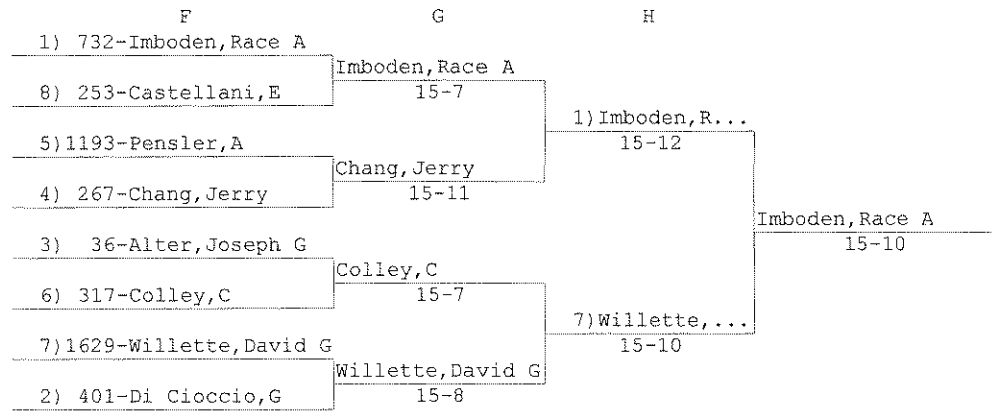 F G H
1) 732-Imboden,Race A
Imboden,Race A
8) 253-Castellani,E
15-7
1)Imboden,R...
5)1193-Pensler,A
15-12
Chang,Jerry
4) 267-Chang,Jerry
15-11
Imboden,Race A
3) 36-Alter,Joseph G
15-10
Colley,C
6) 317-Colley,C
15-7
7)Willette,...
7)1629-Willette,David G
15-10
Willette,David G
2) 401-Di Cioccio,G
15-8